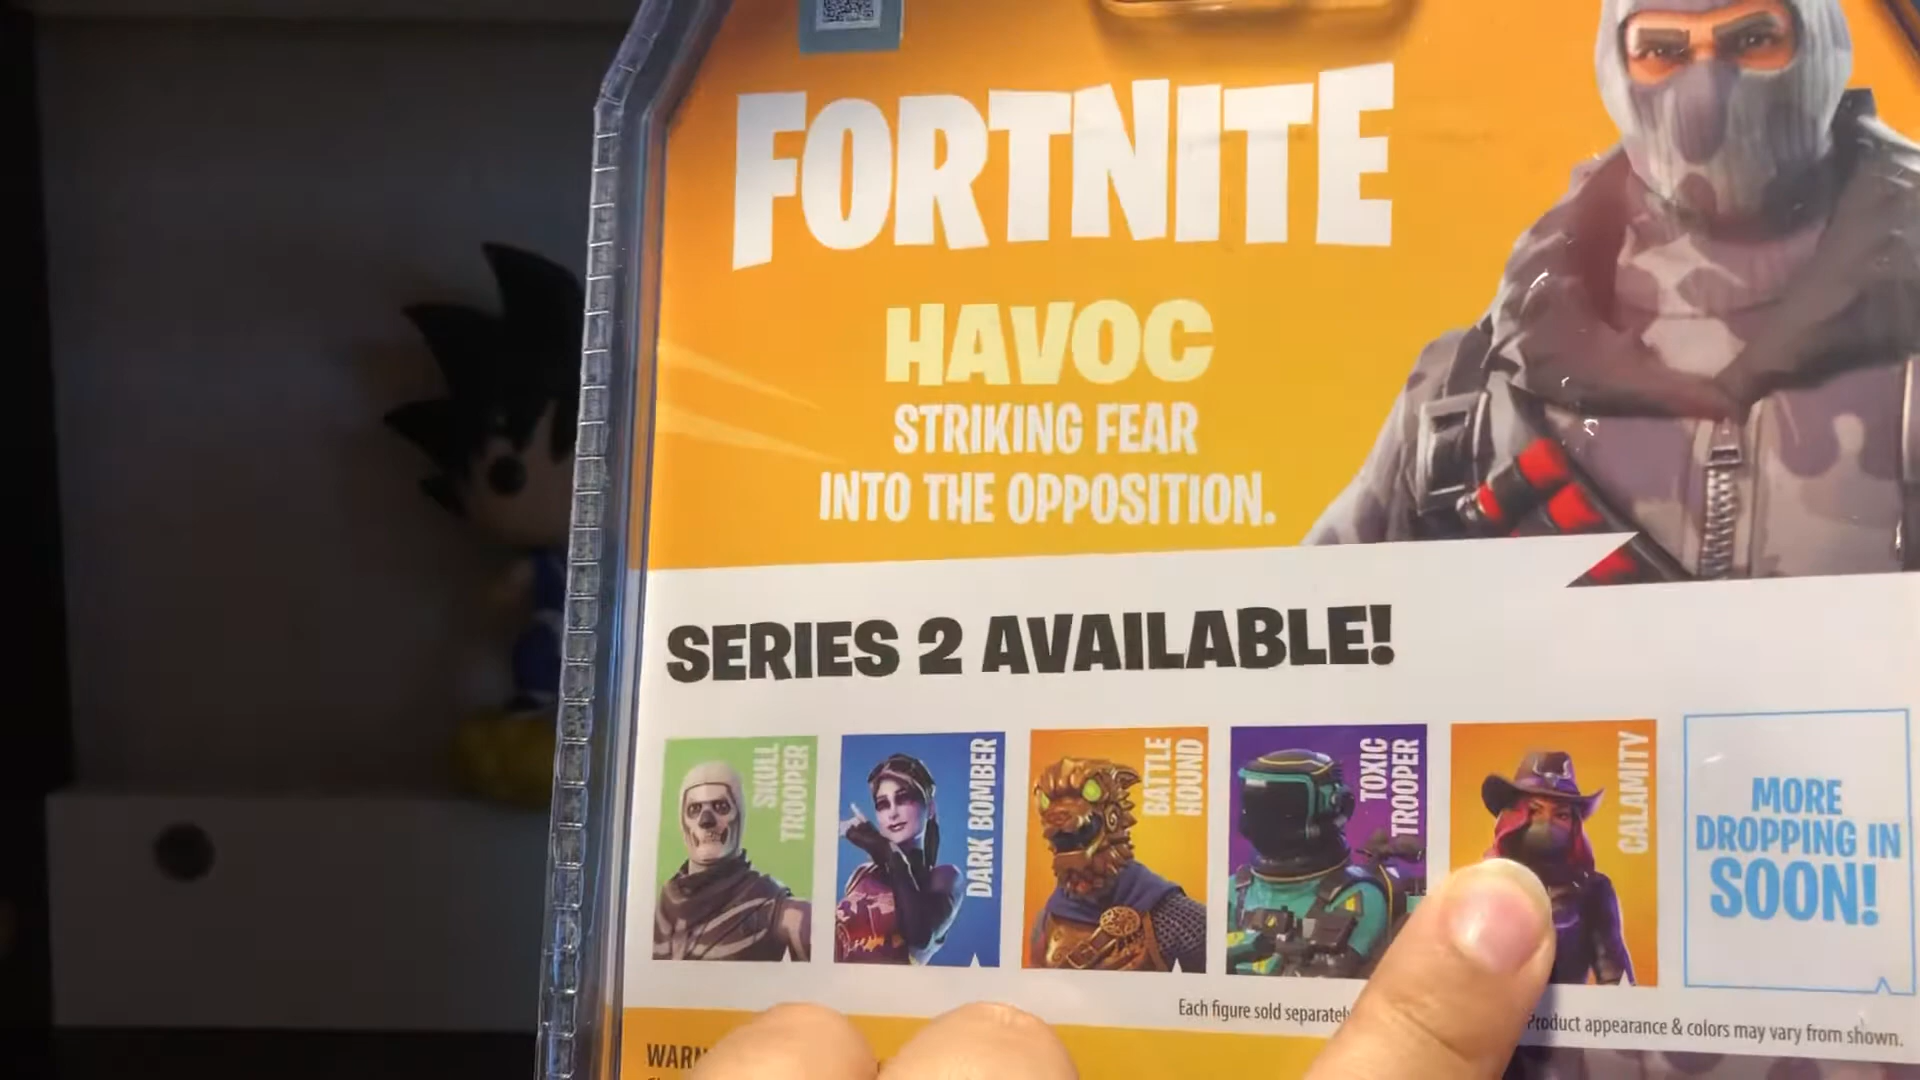 FORTNITE
HAVOC
STRIKING FEAR
INTO THE OPPOSITION.
SERIES 2 AVAILABLE!
SKULL
TROOPER
DARK BOMBER
BATTLE
HOUND
TOXIC
TROOPER
CALAMITY
MORE
DROPPING IN
SOON!
Each figure sold separately
Product appearance & colors may vary from shown.